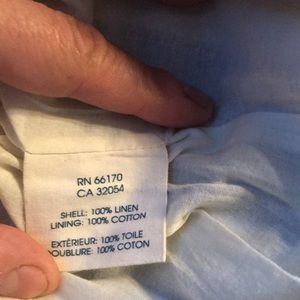 RN 66170
CA 32054
SHELL: 100% LINEN
LINING: 100% COTTON
EXTÉRIEUR: 100% TOILE
DOUBLURE: 100% COTON